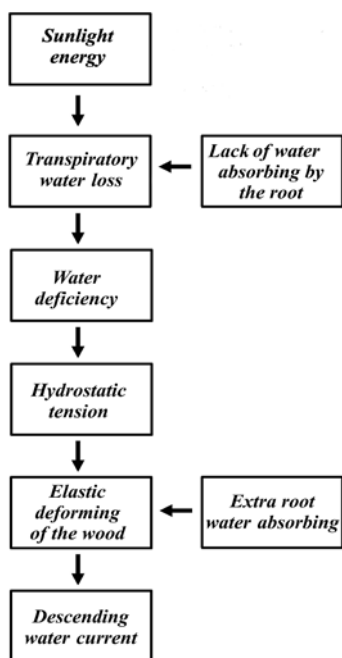 Sunlight
energy
Transpiratory
water loss
Lack of water
absorbing by
the root
Water
deficiency
Hydrostatic
tension
Elastic
deforming
of the wood
Extra root
water absorbing
Descending
water current